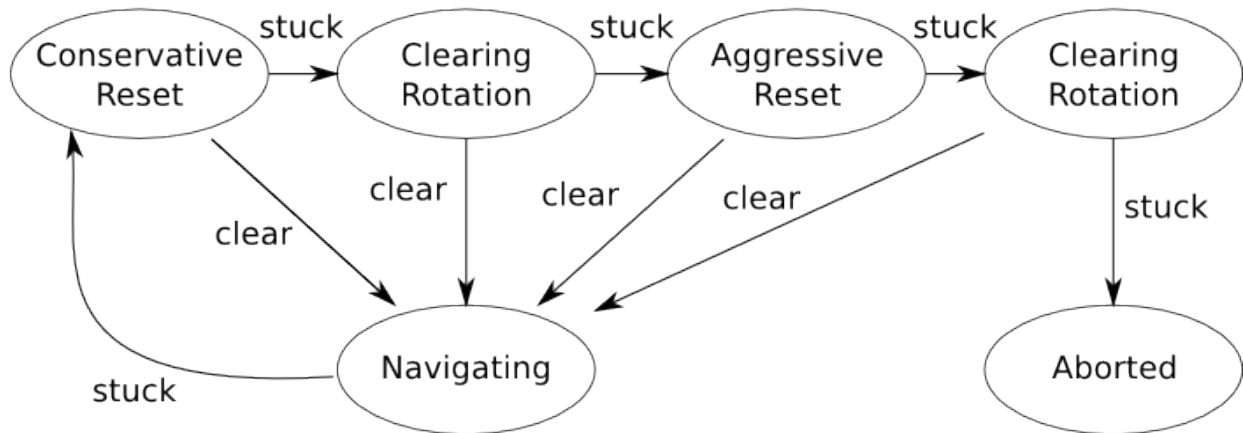 stuck
stuck
stuck
Conservative
Reset
Clearing
Rotation
Aggressive
Reset
Clearing
Rotation
clear
clear
clear
clear
stuck
Navigating
Aborted
stuck